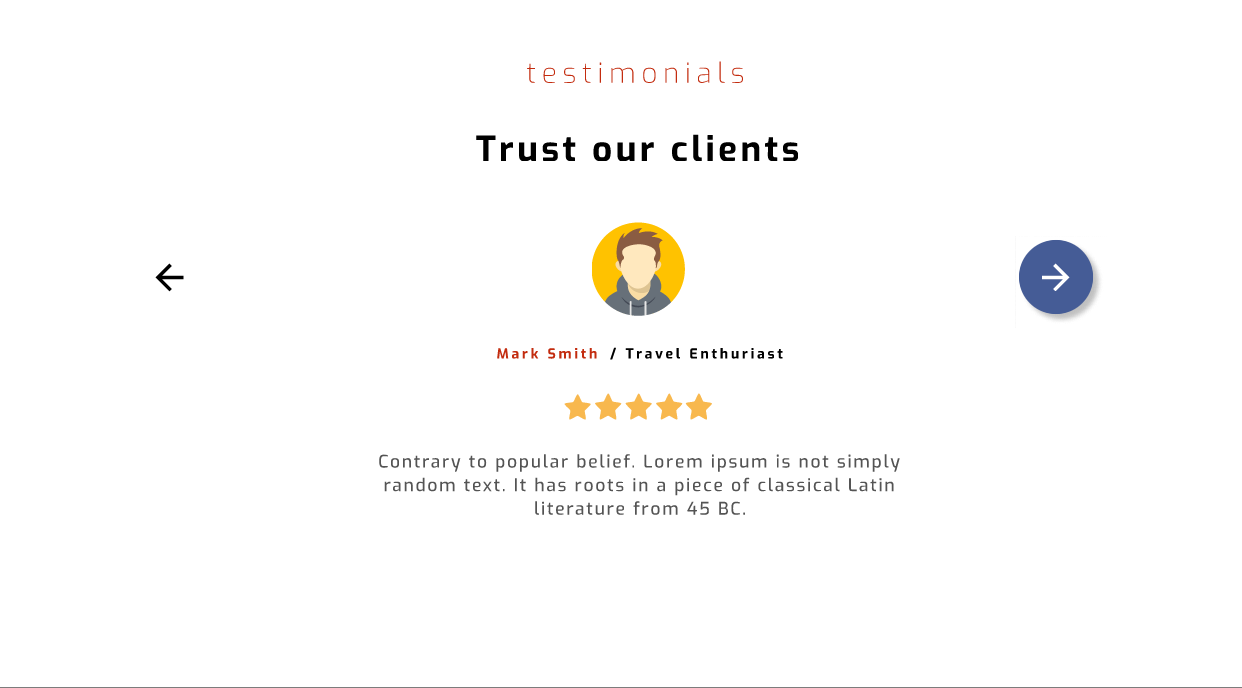 testimonials
Trust our clients
Mark Smith / Travel Enthuriast
Contrary to popular belief. Lorem ipsum is not simply
random text. It has roots in a piece of classical Latin
literature from 45 BC.